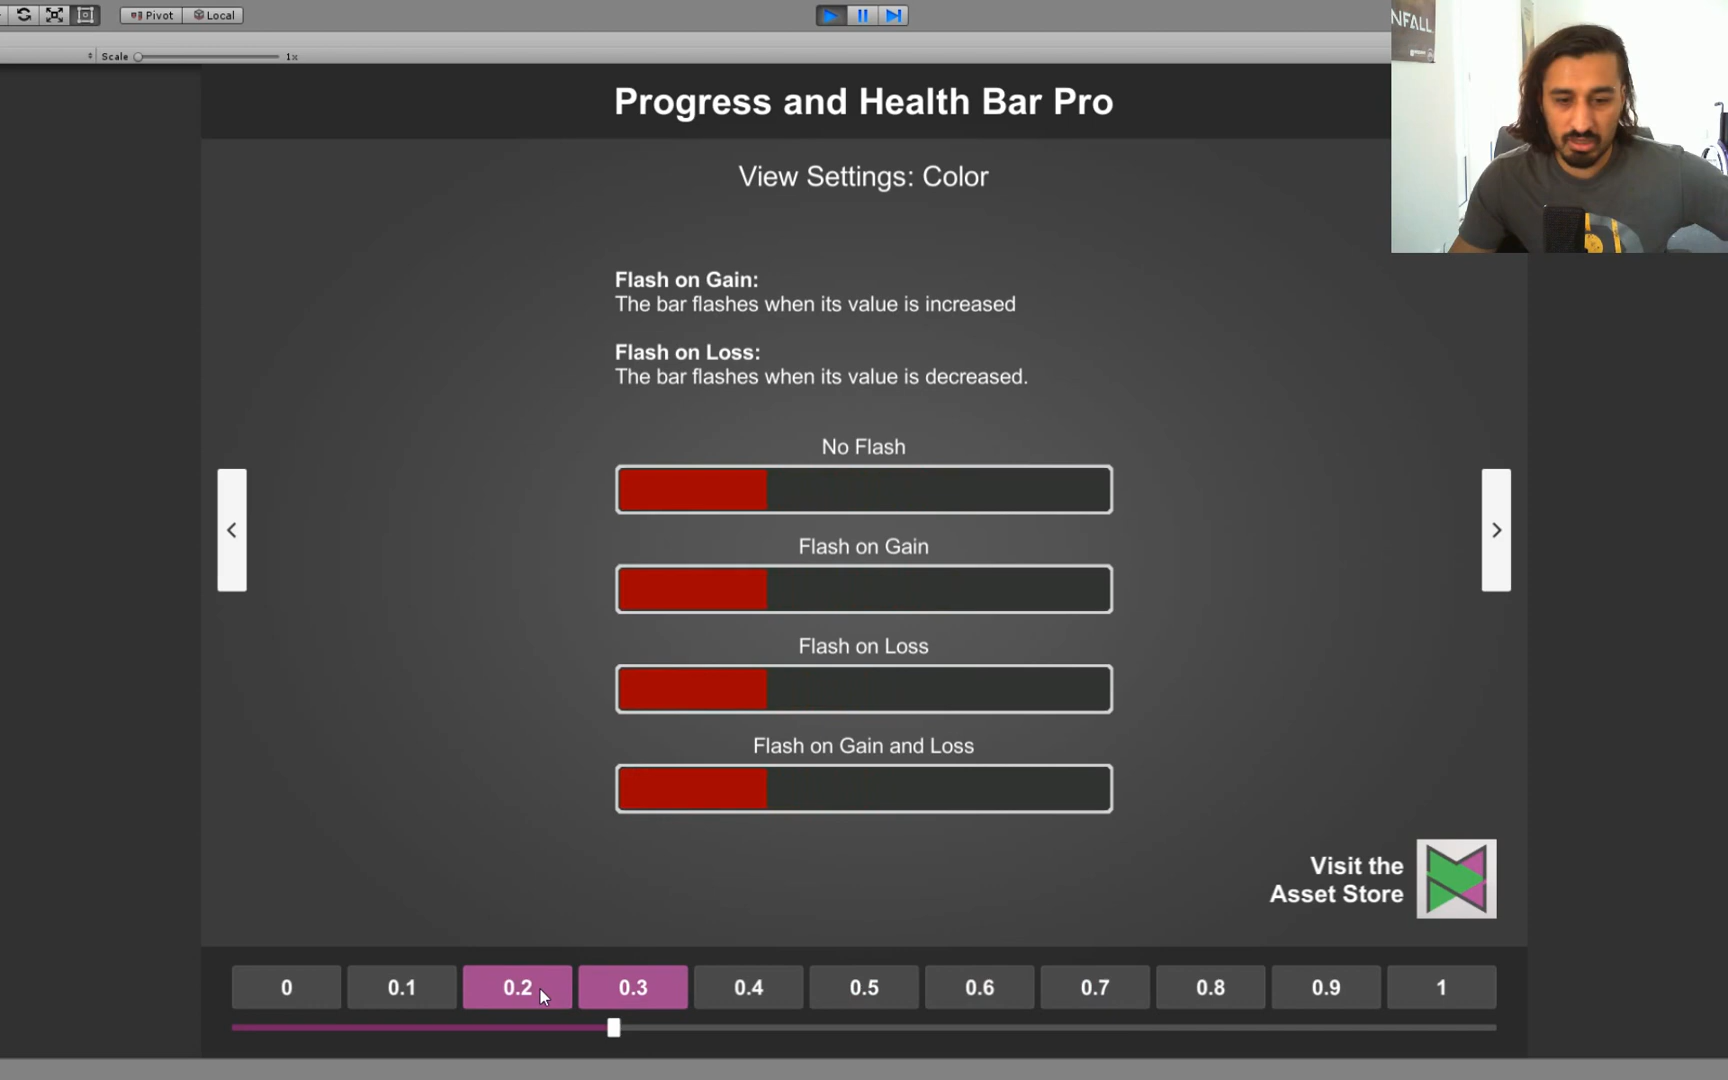 Pivot
Local
Scale
1x
NFALL
Progress and Health Bar Pro
View Settings: Color
Flash on Gain:
The bar flashes when its value is increased
Flash on Loss:
The bar flashes when its value is decreased.
No Flash
Flash on Gain
<
>
Flash on Loss
Flash on Gain and Loss
Visit the
Asset Store
0 0.1 0.2 0.3 0.4 0.5 0.6 0.7 0.8 0.9 1